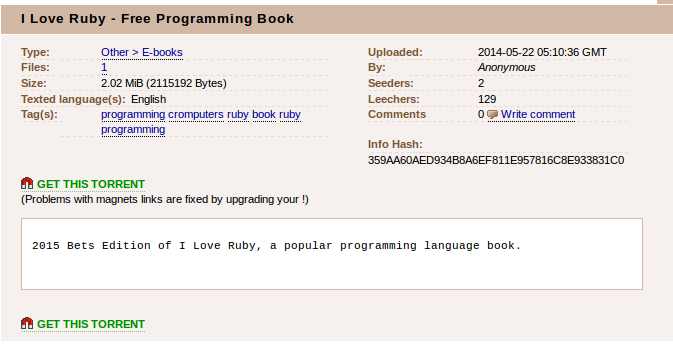 I Love Ruby - Free Programming Book
Type: Other > E-books
Files: 1
Size: 2.02 MiB (2115192 Bytes)
Texted language(s): English
Tag(s): programming crompters ruby book ruby
programming
Uploaded: 2014-05-22 05:10:36 GMT
By: Anonymous
Seeders: 2
Leechers: 129
Comments 0 Write comment
Info Hash:
359AA60AED934B8A6EF811E957816C8E933831C0
GET THIS TORRENT
(Problems with magnets links are fixed by upgrading your !)
2015 Bets Edition of I Love Ruby, a popular programming language book.
GET THIS TORRENT